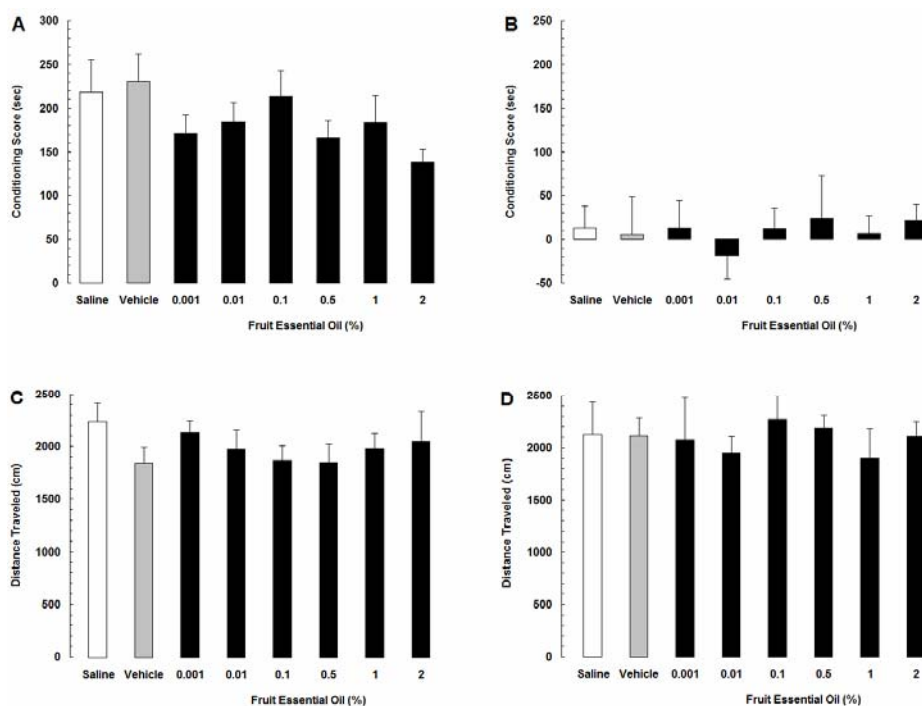 A
Conditioning Score (sec)
300
250
200
150
100
50
0
Saline Vehicle 0.001 0.01 0.1 0.5 1 2
Fruit Essential Oil (%)
B
Conditioning Score (sec)
250
200
150
100
50
0
-50
Saline Vehicle 0.001 0.01 0.1 0.5 1 2
Fruit Essential Oil (%)
C
Distance Traveled (cm)
2500
2000
1500
1000
500
0
Saline Vehicle 0.001 0.01 0.1 0.5 1 2
Fruit Essential Oil (%)
D
Distance Traveled (cm)
2500
2000
1500
1000
500
0
Saline Vehicle 0.001 0.01 0.1 0.5 1 2
Fruit Essential Oil (%)